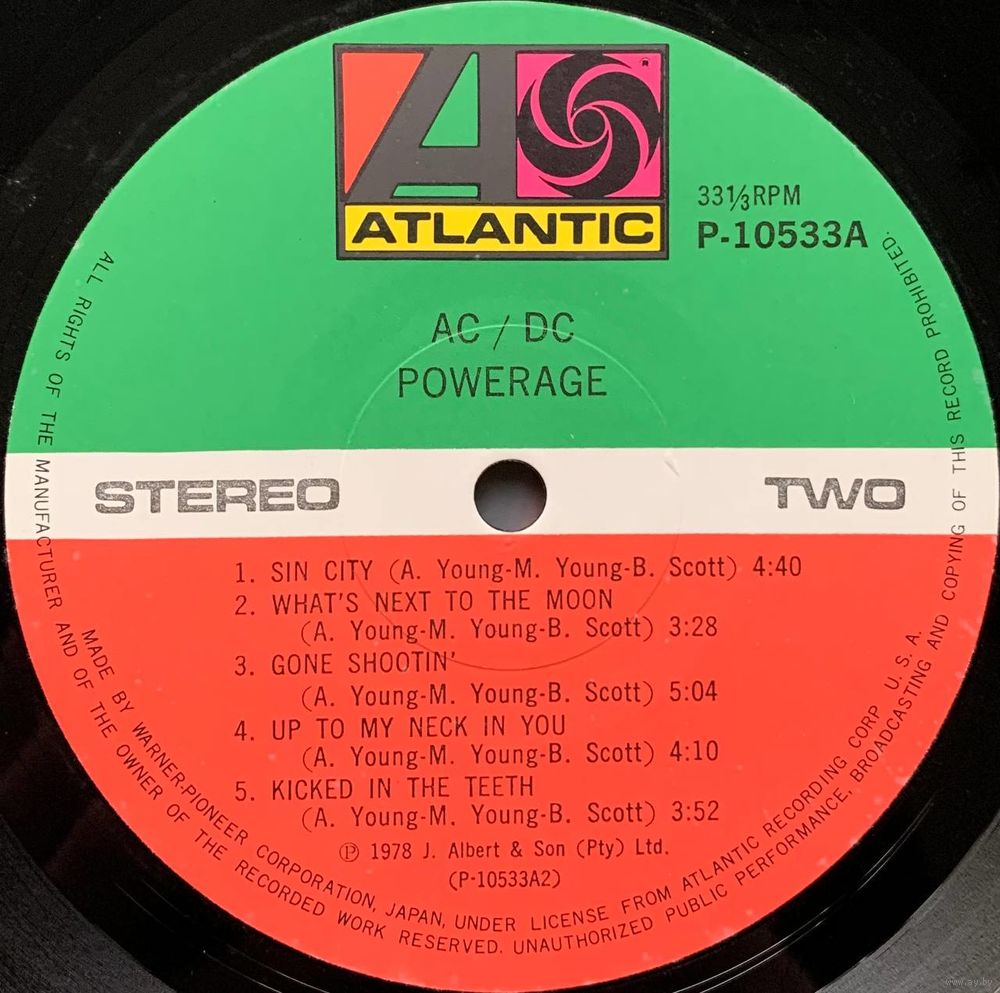 ATLANTIC
®
33⅓RPM
P-10533A
AC / DC
POWERAGE
STEREO
TWO
1. SIN CITY (A. Young-M. Young-B. Scott) 4:40
2. WHAT'S NEXT TO THE MOON
(A. Young-M. Young-B. Scott) 3:28
3. GONE SHOOTIN'
(A. Young-M. Young-B. Scott) 5:04
4. UP TO MY NECK IN YOU
(A. Young-M. Young-B. Scott) 4:10
5. KICKED IN THE TEETH
(A. Young-M. Young-B. Scott) 3:52
℗ 1978 J. Albert & Son (Pty) Ltd.
(P-10533A2)
MADE BY WARNER-PIONEER CORPORATION, JAPAN, UNDER LICENSE FROM ATLANTIC RECORDING CORP U. S. A.
ALL RIGHTS OF THE MANUFACTURER AND OF THE OWNER OF THE RECORDED WORK RESERVED. UNAUTHORIZED PUBLIC PERFORMANCE, BROADCASTING AND COPYING OF THIS RECORD PROHIBITED.
www.ay.by